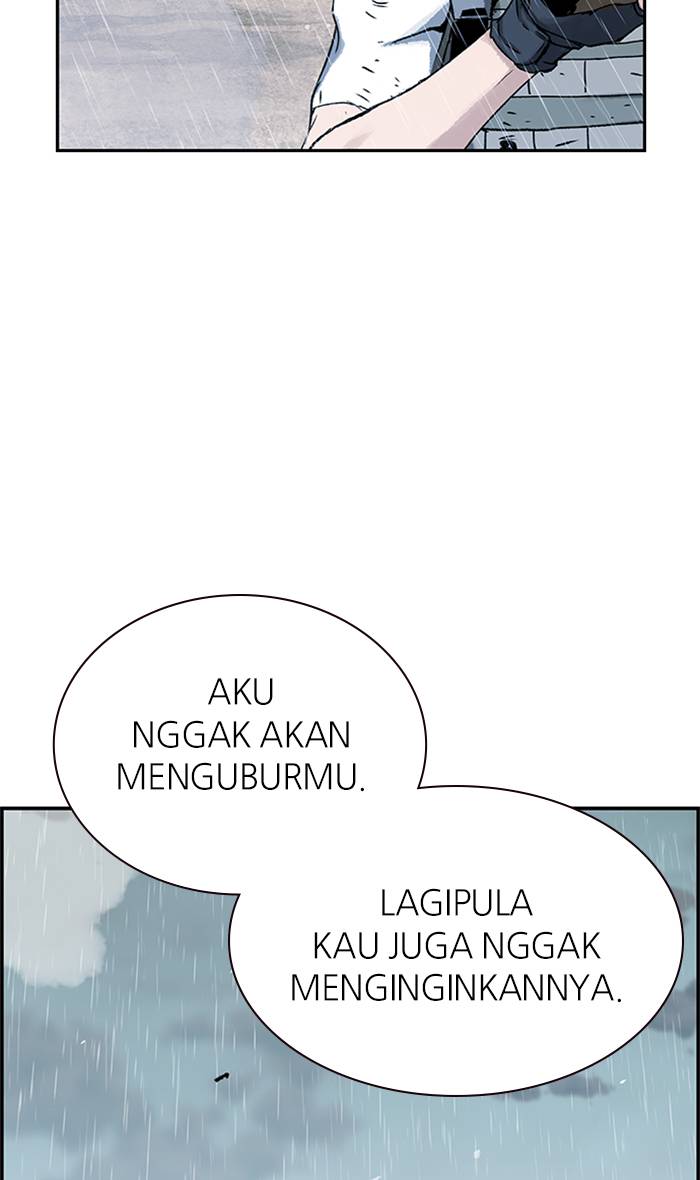 AKU
NGGAK AKAN
MENGUBURMU.
LAGIPULA
KAU JUGA NGGAK
MENGINGINKANNYA.